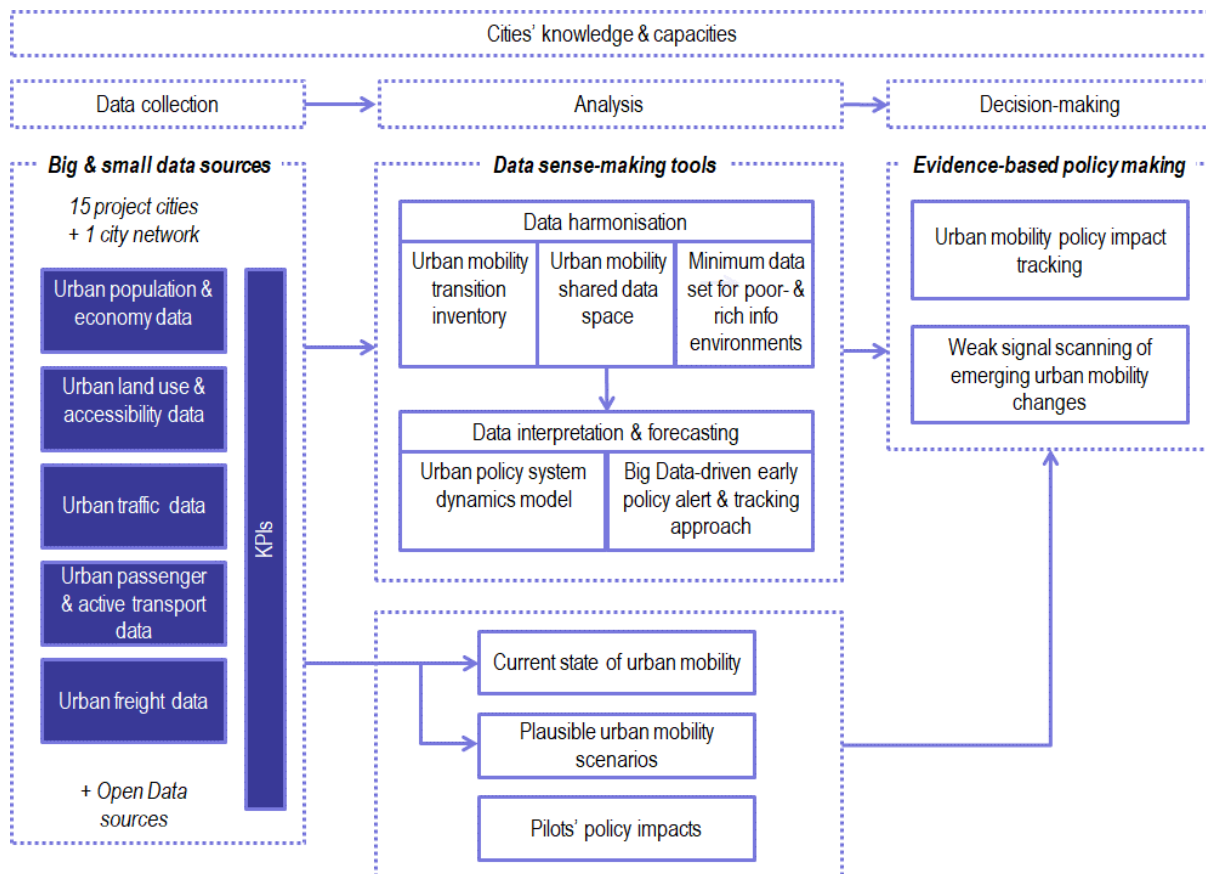 Cities' knowledge & capacities
Data collection
Analysis
Decision-making
Big & small data sources
15 project cities
+ 1 city network
Urban population &
economy data
Urban land use &
accessibility data
Urban traffic data
Urban passenger
& active transport
data
Urban freight data
KPIs
+ Open Data
sources
Data sense-making tools
Data harmonisation
Urban mobility
transition
inventory
Urban mobility
shared data
space
Minimum data
set for poor- &
rich info
environments
Data interpretation & forecasting
Urban policy system
dynamics model
Big Data-driven early
policy alert & tracking
approach
Current state of urban mobility
Plausible urban mobility
scenarios
Pilots' policy impacts
Evidence-based policy making
Urban mobility policy impact
tracking
Weak signal scanning of
emerging urban mobility
changes